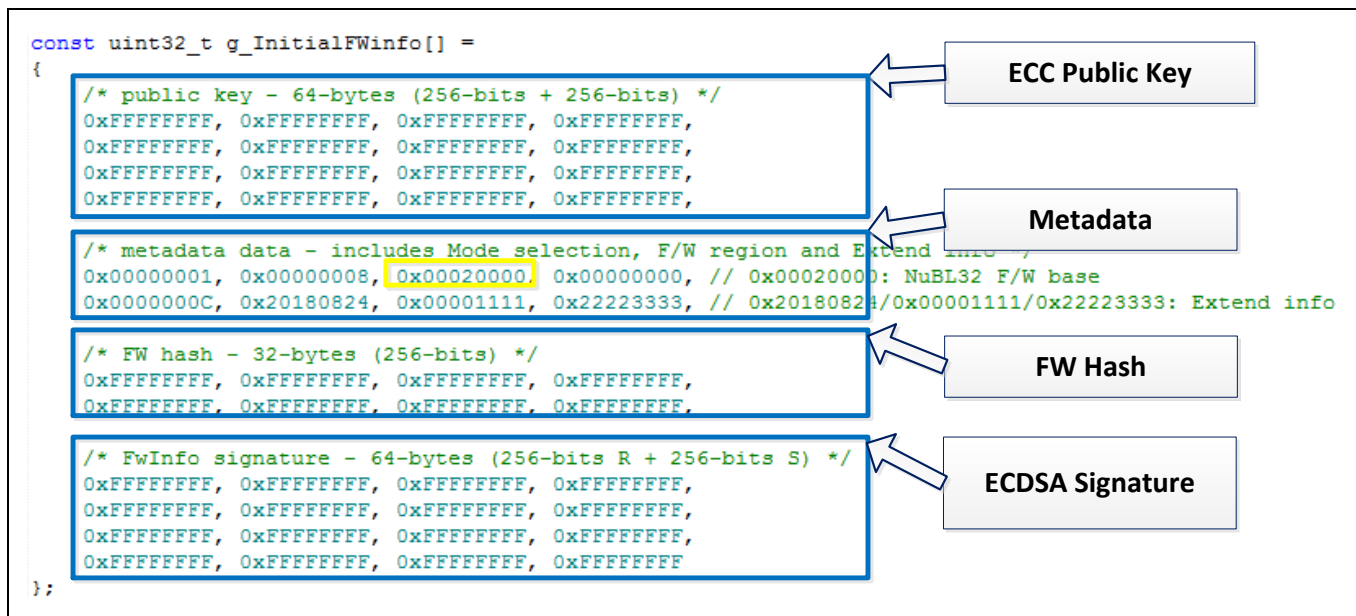 const uint32_t g_InitialFWinfo[] =
{
/* public key - 64-bytes (256-bits + 256-bits) */
0xFFFFFFFF, 0xFFFFFFFF, 0xFFFFFFFF, 0xFFFFFFFF,
0xFFFFFFFF, 0xFFFFFFFF, 0xFFFFFFFF, 0xFFFFFFFF,
0xFFFFFFFF, 0xFFFFFFFF, 0xFFFFFFFF, 0xFFFFFFFF,
0xFFFFFFFF, 0xFFFFFFFF, 0xFFFFFFFF, 0xFFFFFFFF,
ECC Public Key
/* metadata data - includes Mode selection, F/W region and Extend info */
0x00000001, 0x00000008, 0x00020000, 0x00000000, // 0x00020000: NuBL32 F/W base
0x0000000C, 0x20180824, 0x00001111, 0x22223333, // 0x20180824/0x00001111/0x22223333: Extend info
Metadata
/* FW hash - 32-bytes (256-bits) */
0xFFFFFFFF, 0xFFFFFFFF, 0xFFFFFFFF, 0xFFFFFFFF,
0xFFFFFFFF, 0xFFFFFFFF, 0xFFFFFFFF, 0xFFFFFFFF,
FW Hash
/* FwInfo signature - 64-bytes (256-bits R + 256-bits S) */
0xFFFFFFFF, 0xFFFFFFFF, 0xFFFFFFFF, 0xFFFFFFFF,
0xFFFFFFFF, 0xFFFFFFFF, 0xFFFFFFFF, 0xFFFFFFFF,
0xFFFFFFFF, 0xFFFFFFFF, 0xFFFFFFFF, 0xFFFFFFFF,
0xFFFFFFFF, 0xFFFFFFFF, 0xFFFFFFFF, 0xFFFFFFFF
ECDSA Signature
};